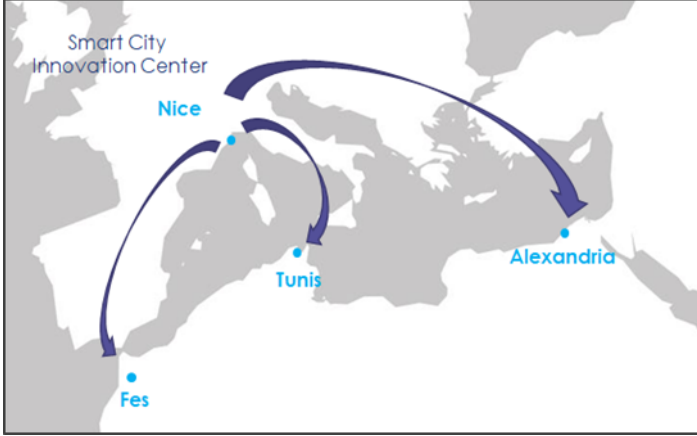 Smart City
Innovation Center
Nice
Alexandria
Tunis
Fes